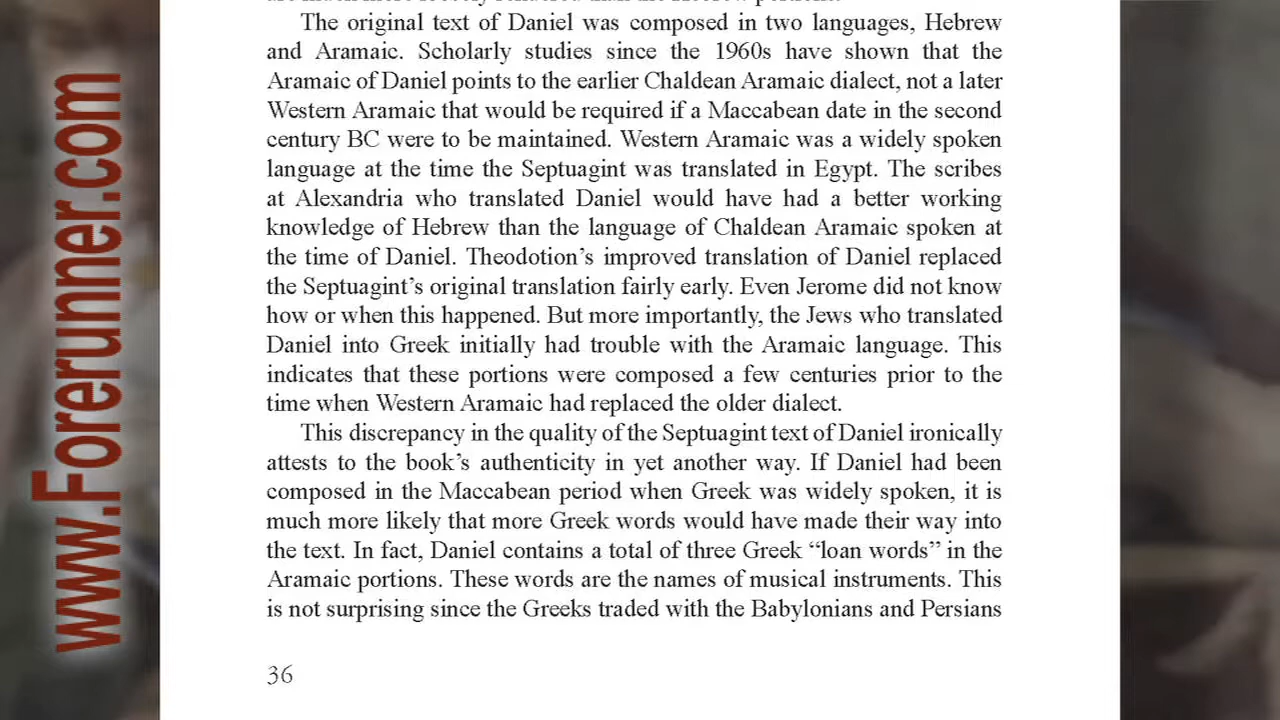 www.Forerunner.com
are much more loosely rendered than the Hebrew portions.
The original text of Daniel was composed in two languages, Hebrew
and Aramaic. Scholarly studies since the 1960s have shown that the
Aramaic of Daniel points to the earlier Chaldean Aramaic dialect, not a later
Western Aramaic that would be required if a Maccabean date in the second
century BC were to be maintained. Western Aramaic was a widely spoken
language at the time the Septuagint was translated in Egypt. The scribes
at Alexandria who translated Daniel would have had a better working
knowledge of Hebrew than the language of Chaldean Aramaic spoken at
the time of Daniel. Theodotion’s improved translation of Daniel replaced
the Septuagint’s original translation fairly early. Even Jerome did not know
how or when this happened. But more importantly, the Jews who translated
Daniel into Greek initially had trouble with the Aramaic language. This
indicates that these portions were composed a few centuries prior to the
time when Western Aramaic had replaced the older dialect.
This discrepancy in the quality of the Septuagint text of Daniel ironically
attests to the book’s authenticity in yet another way. If Daniel had been
composed in the Maccabean period when Greek was widely spoken, it is
much more likely that more Greek words would have made their way into
the text. In fact, Daniel contains a total of three Greek “loan words” in the
Aramaic portions. These words are the names of musical instruments. This
is not surprising since the Greeks traded with the Babylonians and Persians
36